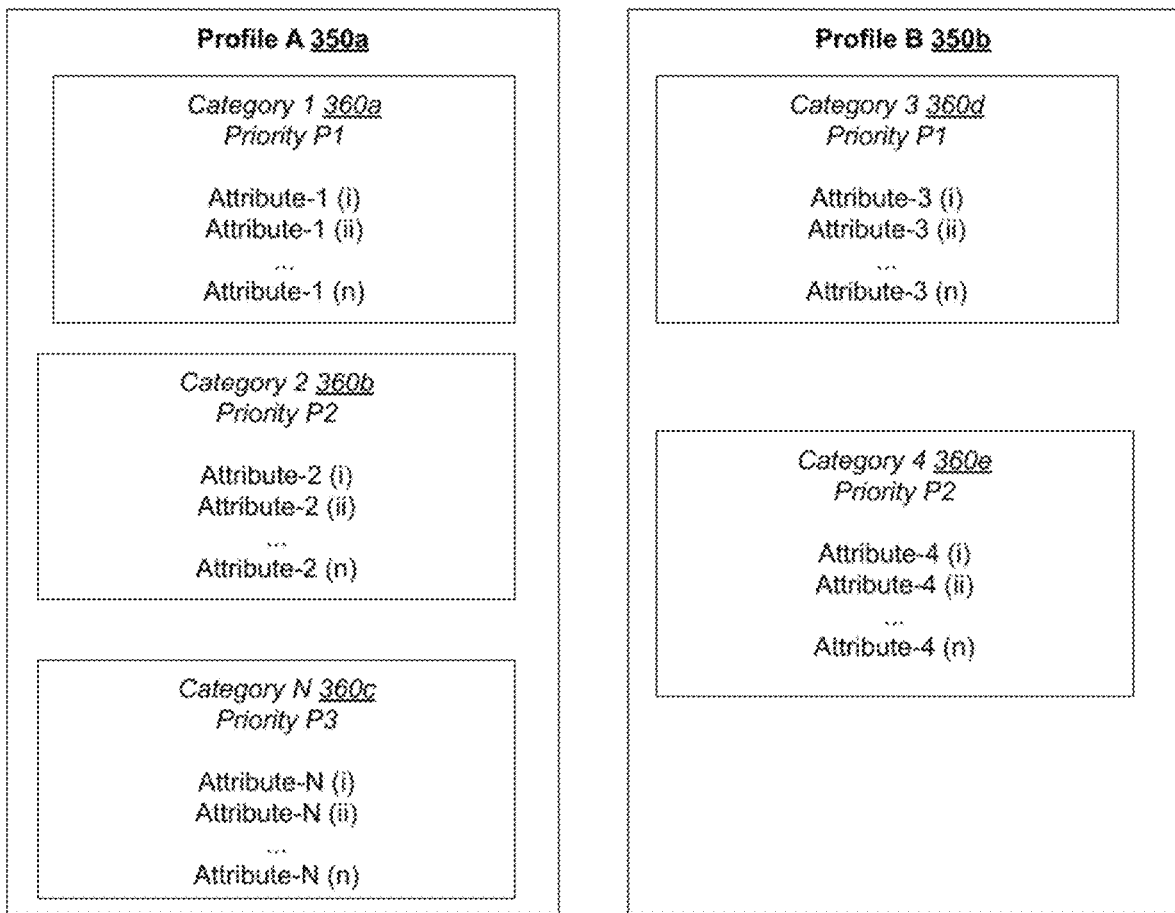 Profile A 350a
Category 1 360a
Priority P1
Attribute-1 (i)
Attribute-1 (ii)
...
Attribute-1 (n)
Category 2 360b
Priority P2
Attribute-2 (i)
Attribute-2 (ii)
...
Attribute-2 (n)
Category N 360c
Priority P3
Attribute-N (i)
Attribute-N (ii)
...
Attribute-N (n)
Profile B 350b
Category 3 360d
Priority P1
Attribute-3 (i)
Attribute-3 (ii)
...
Attribute-3 (n)
Category 4 360e
Priority P2
Attribute-4 (i)
Attribute-4 (ii)
...
Attribute-4 (n)